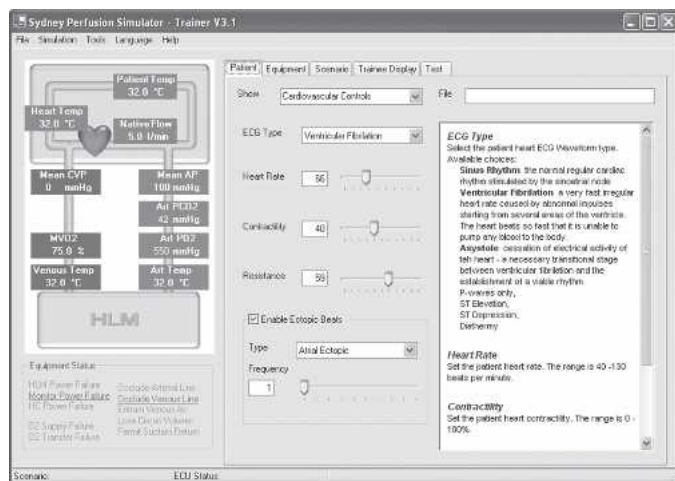 Sydney Perfusion Simulator - Trainer V3.1
File Simulation Tools Language Help
Patient Temp
32.0 °C
Heart Temp
32.0 °C
Native Flow
5.0 l/min
Mean CVP
0 mmHg
Mean AP
100 mmHg
Art PCO2
42 mmHg
MVO2
75.0 %
Art PO2
550 mmHg
Venous Temp
32.0 °C
Art Temp
32.0 °C
HLM
Equipment Status
HLM Power Failure
Monitor Power Failure
HC Power Failure
O2 Supply Failure
O2 Transfer Failure
Occlude Arterial Line
Occlude Venous Line
Entrain Venous Air
Lose Circuit Volume
Permit Suction Return
Patient Equipment Scenario Trainee Display Test
Show Cardiovascular Controls
ECG Type Ventricular Fibrillation
Heart Rate 66
Contractility 40
Resistance 55
Enable Ectopic Beats
Type Atrial Ectopic
Frequency
1
File
ECG Type
Select the patient heart ECG Waveform type.
Available choices:
Sinus Rhythm the normal regular cardiac
rhythm stimulated by the sinoatrial node
Ventricular Fibrilation a very fast irregular
heart rate caused by abnormal impulses
starting from several areas of the ventricle.
The heart beats so fast that it is unable to
pump any blood to the body.
Asystole cessation of electrical activity of
teh heart - a necessary transitional stage
between ventricular fibrilation and the
establishment of a viable rhythm
P-waves only,
ST Elevation,
ST Depression,
Diathermy
Heart Rate
Set the patient heart rate. The range is 40 -130
beats per minute.
Contractility
Set the patient heart contractility. The range is 0 -
100%.
Scenario: ECU Status